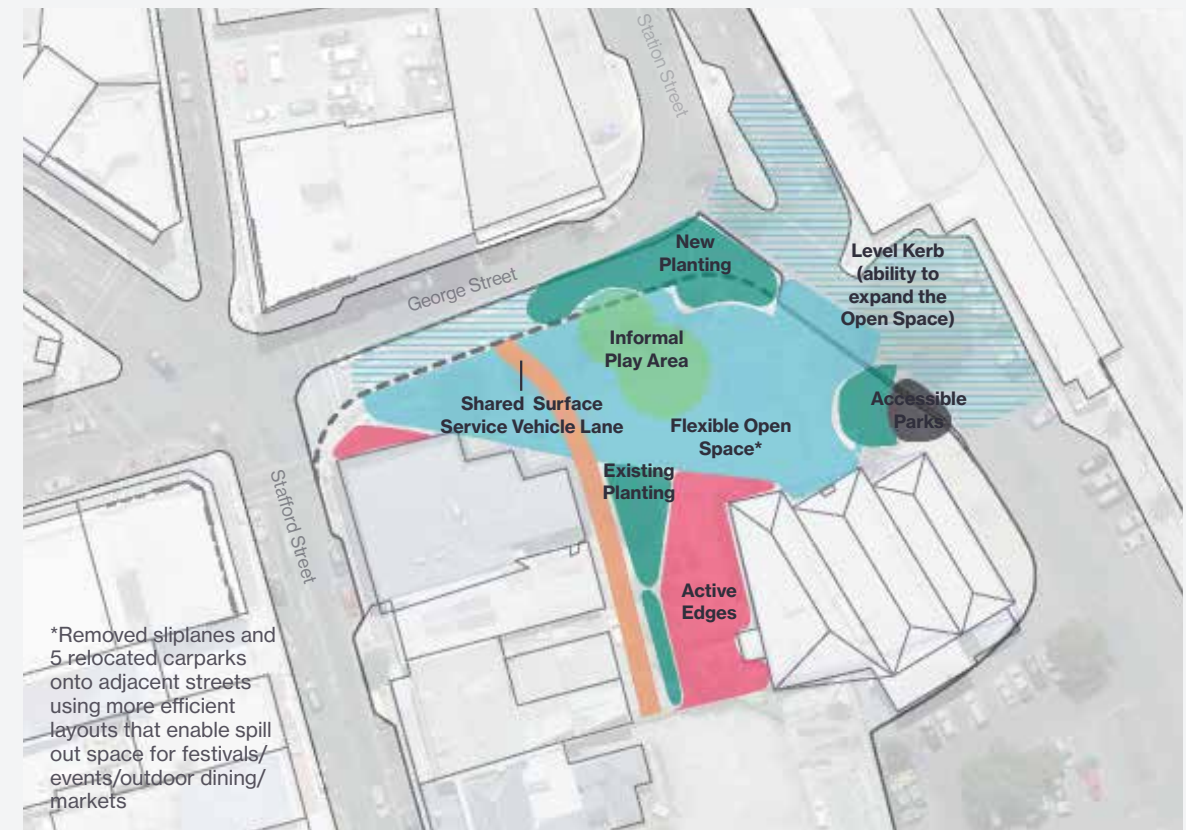 Station Street
New
Planting
Level Kerb
(ability to
expand the
Open Space)
George Street
Informal
Play Area
Accessible
Parks
Shared Surface
Service Vehicle Lane
Flexible Open
Space*
Existing
Planting
Stafford Street
Active
Edges
*Removed sliplanes and
5 relocated carparks
onto adjacent streets
using more efficient
layouts that enable spill
out space for festivals/
events/outdoor dining/
markets